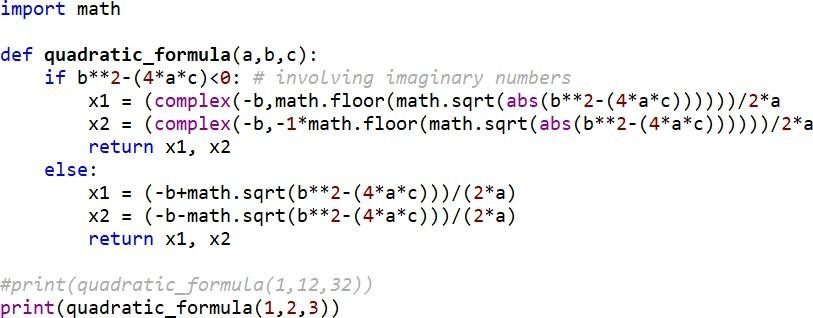 import math

def quadratic_formula(a,b,c):
    if b**2-(4*a*c)<0: # involving imaginary numbers
        x1 = (complex(-b,math.floor(math.sqrt(abs(b**2-(4*a*c))))))/2*a
        x2 = (complex(-b,-1*math.floor(math.sqrt(abs(b**2-(4*a*c))))))/2*a
        return x1, x2
    else:
        x1 = (-b+math.sqrt(b**2-(4*a*c)))/(2*a)
        x2 = (-b-math.sqrt(b**2-(4*a*c)))/(2*a)
        return x1, x2

#print(quadratic_formula(1,12,32))
print(quadratic_formula(1,2,3))